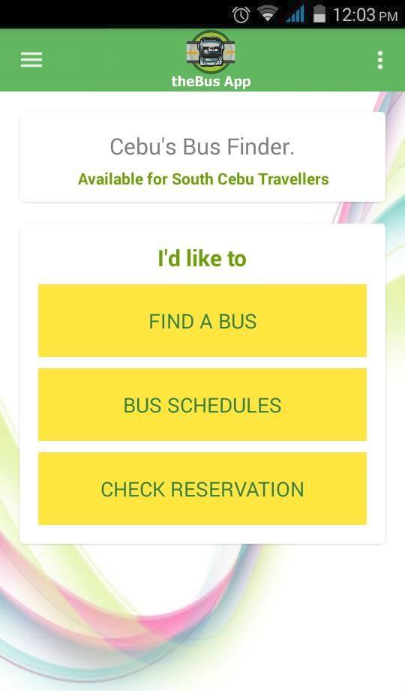 12:03 PM
theBus App
Cebu's Bus Finder.
Available for South Cebu Travellers
I'd like to
FIND A BUS
BUS SCHEDULES
CHECK RESERVATION